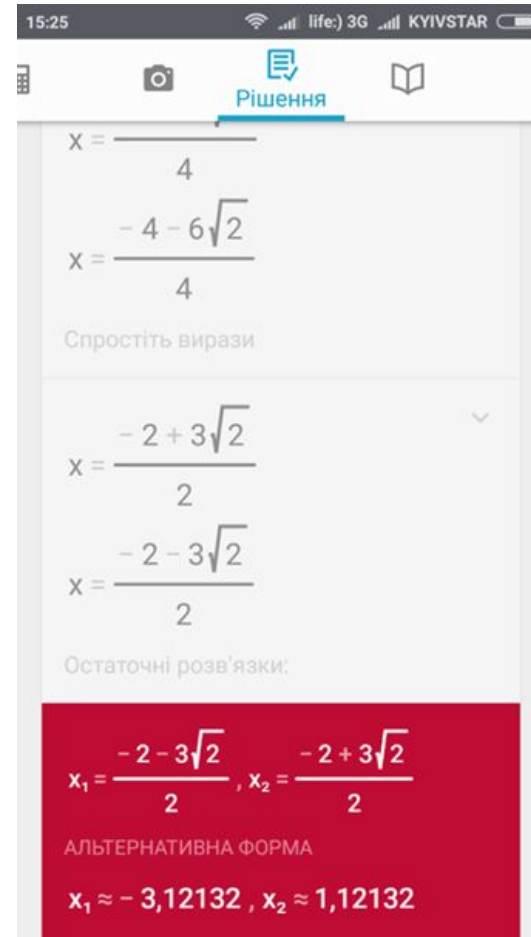 15:25 life:) 3G KYIVSTAR
Рішення
x = 4
x = −4 − 6√2 / 4
Спростіть вирази
x = −2 + 3√2 / 2
x = −2 − 3√2 / 2
Остаточні розв'язки:
x₁ = −2 − 3√2 / 2 , x₂ = −2 + 3√2 / 2
АЛЬТЕРНАТИВНА ФОРМА
x₁ ≈ − 3,12132 , x₂ ≈ 1,12132